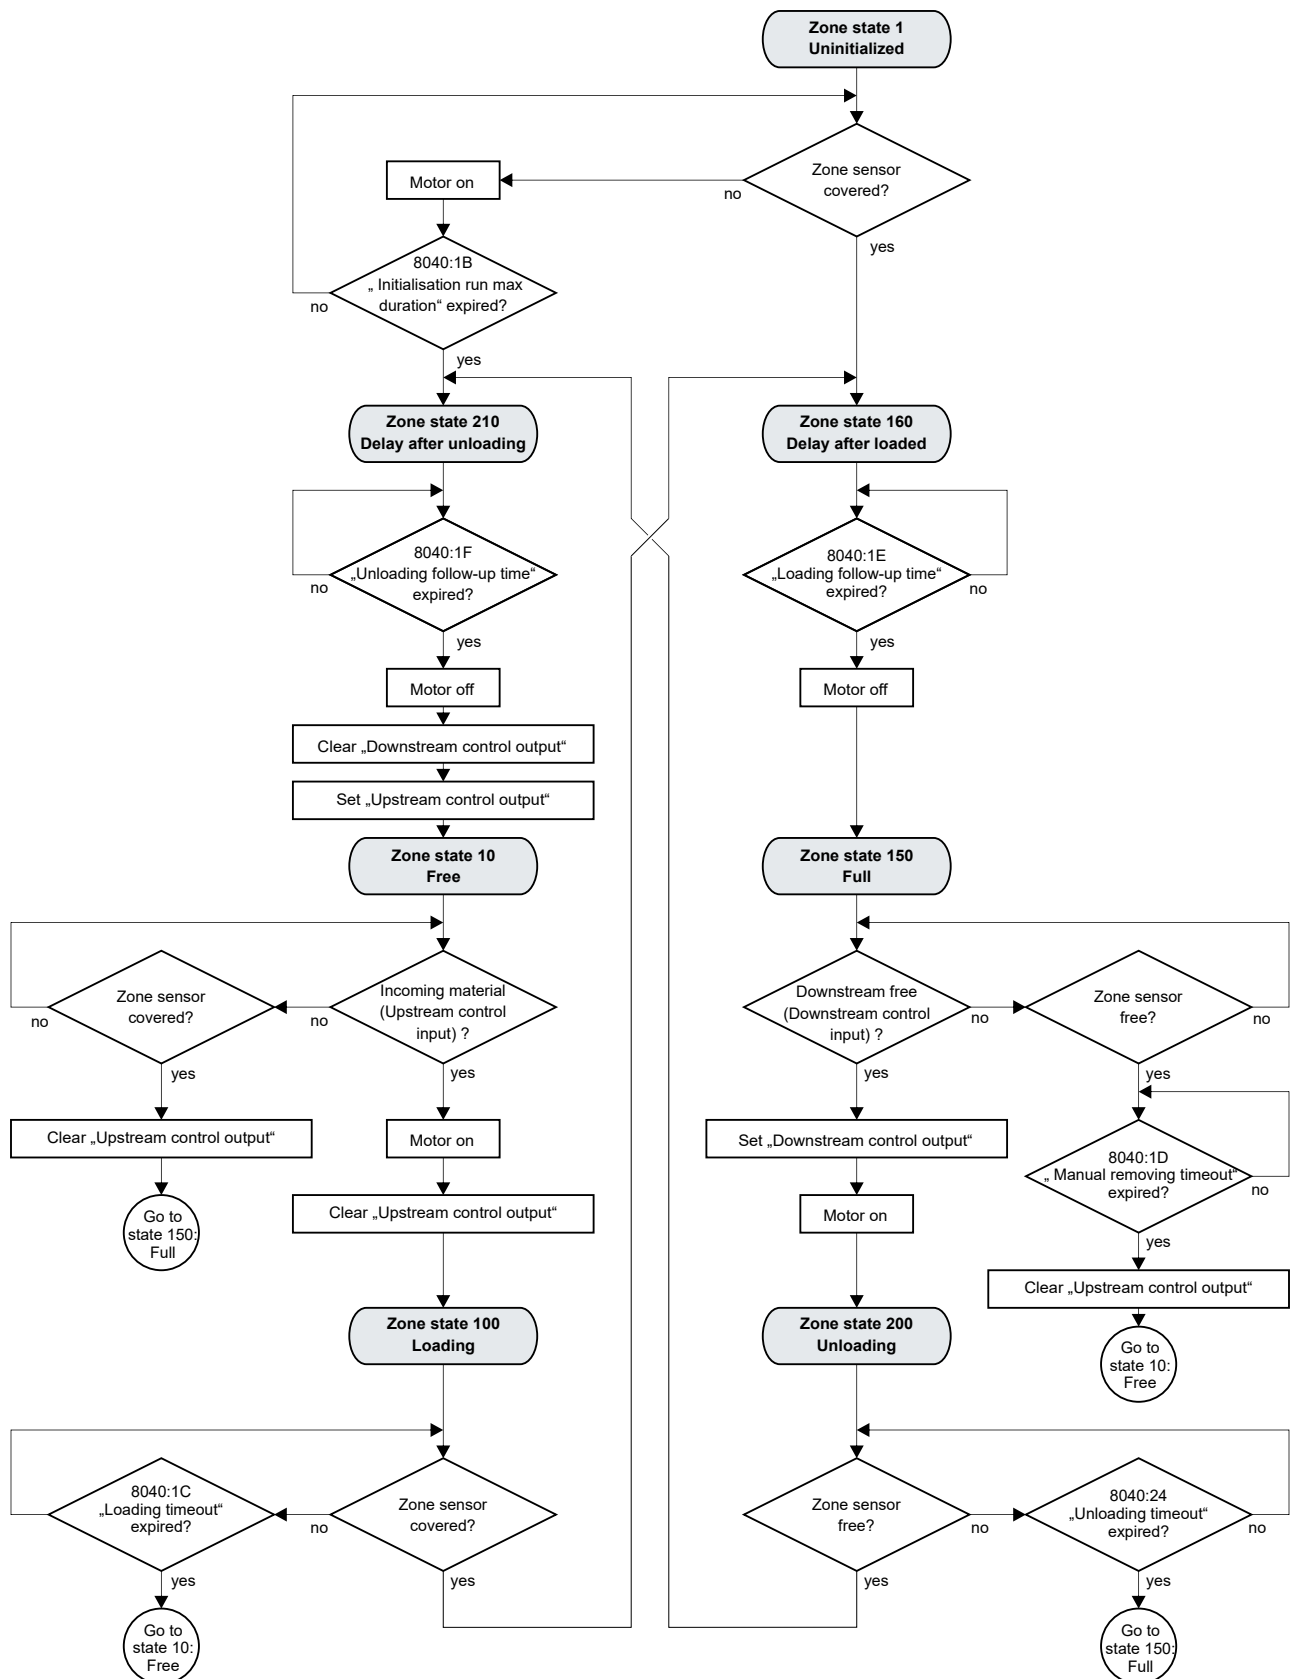 Zone state 1
Uninitialized
Zone sensor
covered?
no
yes
Motor on
8040:1B
„ Initialisation run max
duration“ expired?
no
yes
Zone state 210
Delay after unloading
Zone state 160
Delay after loaded
8040:1F
„Unloading follow-up time“
expired?
no
yes
8040:1E
„Loading follow-up time“
expired?
no
yes
Motor off
Motor off
Clear „Downstream control output“
Set „Upstream control output“
Zone state 10
Free
Zone state 150
Full
Zone sensor
covered?
no
yes
Incoming material
(Upstream control
input) ?
no
yes
Downstream free
(Downstream control
input) ?
no
yes
Zone sensor
free?
no
yes
Clear „Upstream control output“
Motor on
Set „Downstream control output“
8040:1D
„ Manual removing timeout“
expired?
no
yes
Go to
state 150:
Full
Clear „Upstream control output“
Motor on
Clear „Upstream control output“
Zone state 100
Loading
Zone state 200
Unloading
Go to
state 10:
Free
8040:1C
„Loading timeout“
expired?
no
yes
Zone sensor
covered?
no
yes
Zone sensor
free?
no
yes
8040:24
„Unloading timeout“
expired?
no
yes
Go to
state 10:
Free
Go to
state 150:
Full